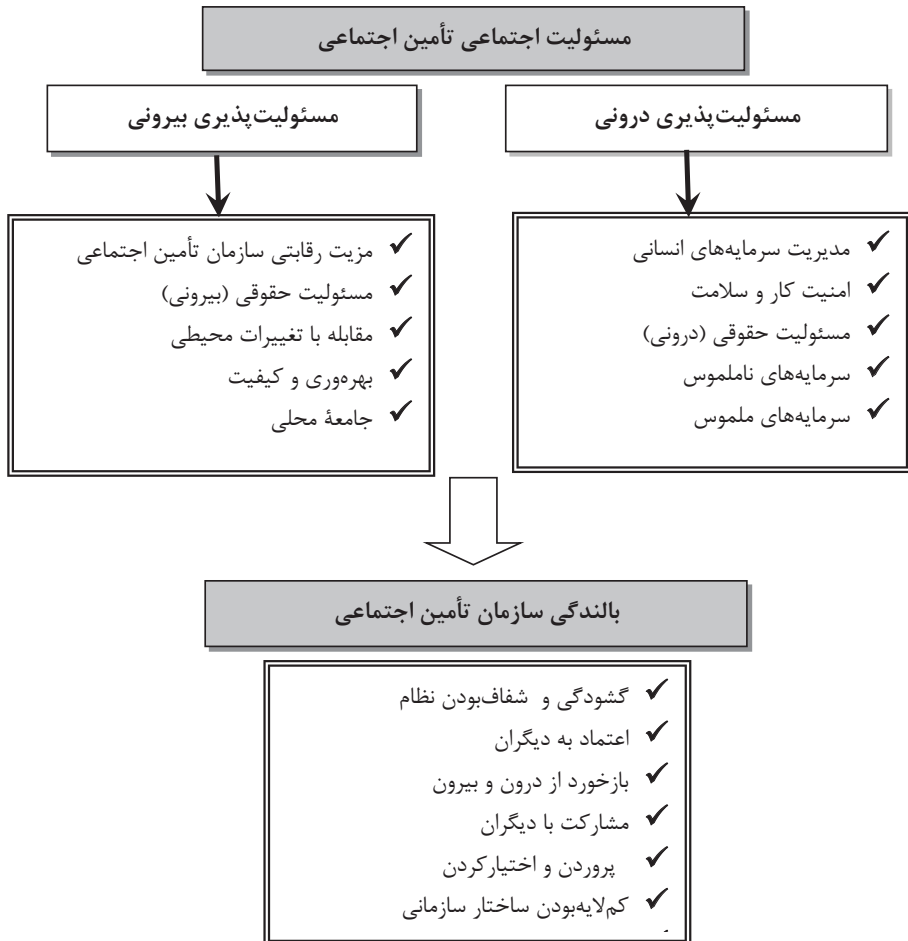 مسئولیت اجتماعی تأمین اجتماعی
مسئولیت‌پذیری درونی
✓ مدیریت سرمایه‌های انسانی
✓ امنیت کار و سلامت
✓ مسئولیت حقوقی (درونی)
✓ سرمایه‌های ناملموس
✓ سرمایه‌های ملموس
مسئولیت‌پذیری بیرونی
✓ مزیت رقابتی سازمان تأمین اجتماعی
✓ مسئولیت حقوقی (بیرونی)
✓ مقابله با تغییرات محیطی
✓ بهره‌وری و کیفیت
✓ جامعۀ محلی
بالندگی سازمان تأمین اجتماعی
✓ گشودگی و شفاف‌بودن نظام
✓ اعتماد به دیگران
✓ بازخورد از درون و بیرون
✓ مشارکت با دیگران
✓ پروردن و اختیارکردن
✓ کم‌لایه‌بودن ساختار سازمانی